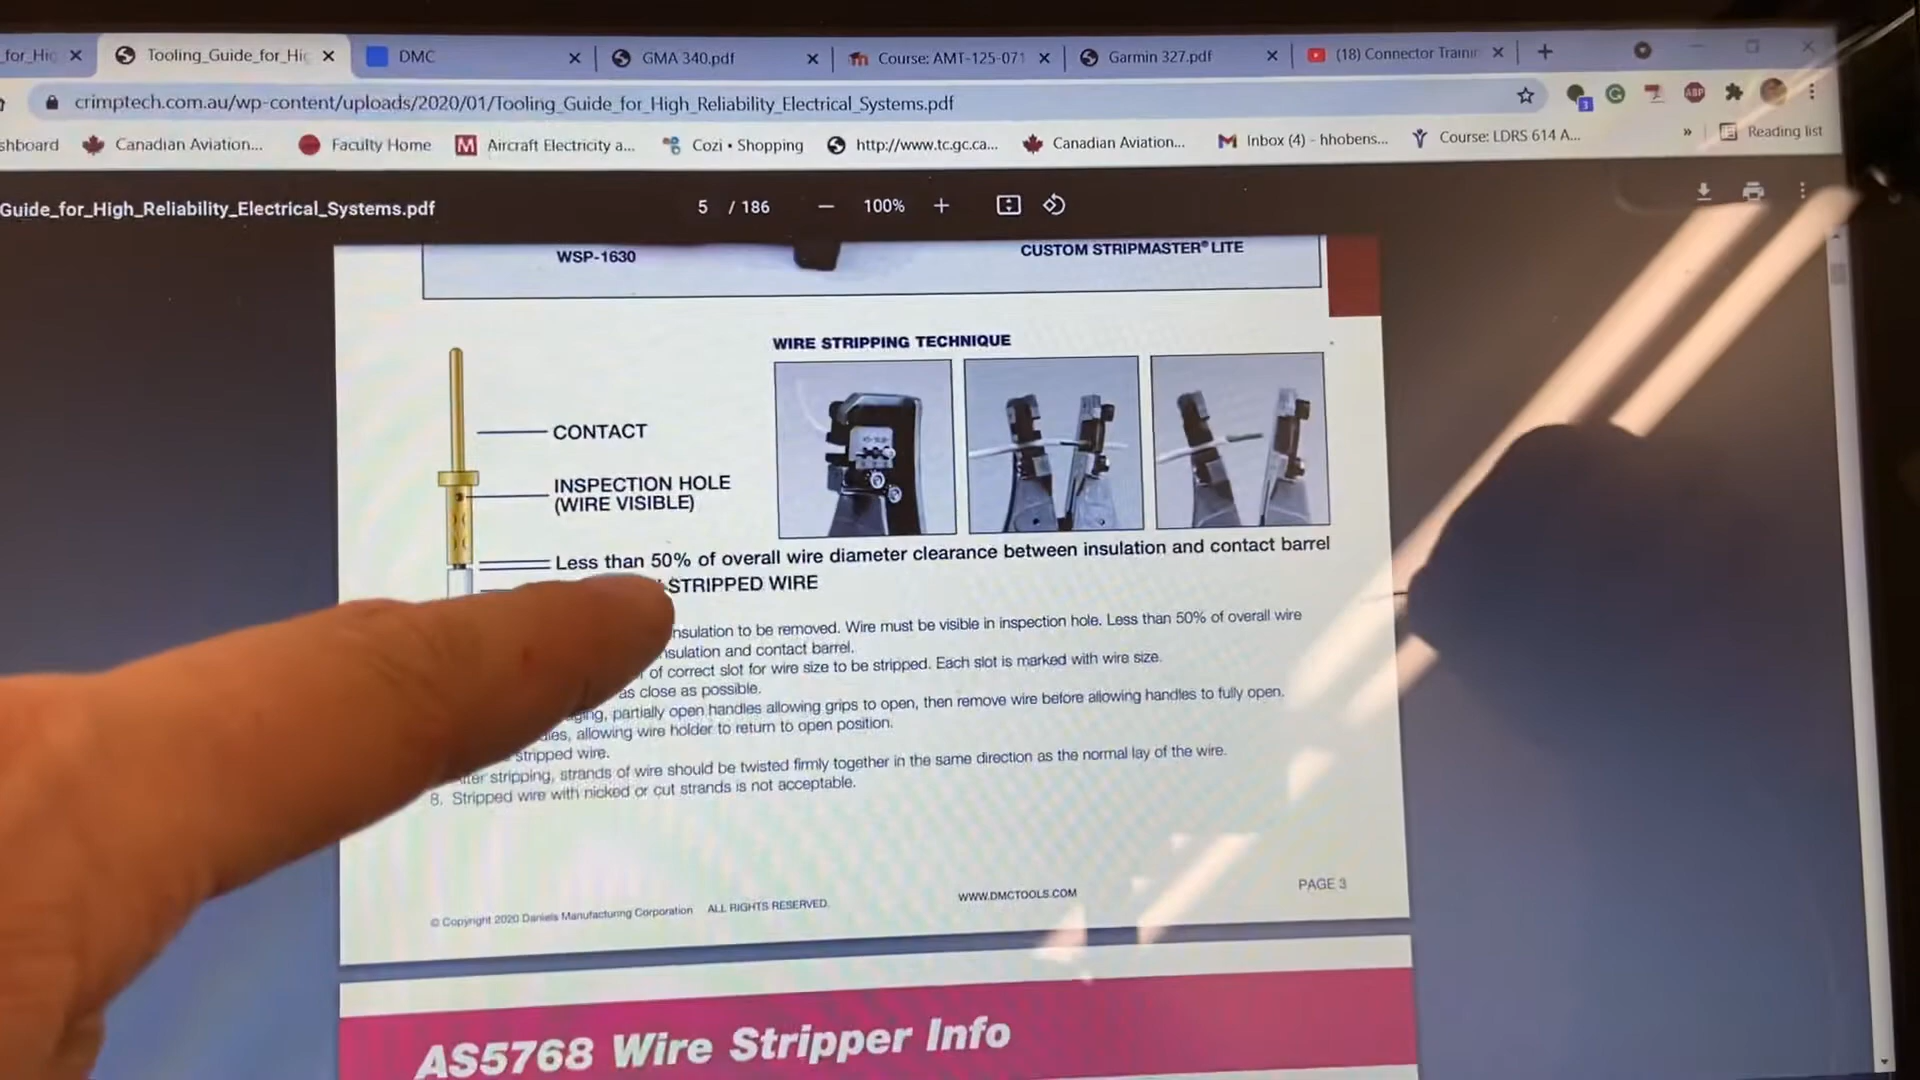 for_Hig
Tooling_Guide_for_Hig
DMC
GMA 340.pdf
Course: AMT-125-071
Garmin 327.pdf
(18) Connector Trainin
crimptech.com.au/wp-content/uploads/2020/01/Tooling_Guide_for_High_Reliability_Electrical_Systems.pdf
3
ABP
shboard
Canadian Aviation...
Faculty Home
M
Aircraft Electricity a...
Cozi • Shopping
http://www.tc.gc.ca...
Canadian Aviation...
Inbox (4) - hhobens...
Course: LDRS 614 A...
»
Reading list
Guide_for_High_Reliability_Electrical_Systems.pdf
5 / 186
100%
WSP-1630
CUSTOM STRIPMASTER® LITE
WIRE STRIPPING TECHNIQUE
CONTACT
INSPECTION HOLE
(WIRE VISIBLE)
Less than 50% of overall wire diameter clearance between insulation and contact barrel
STRIPPED WIRE
nsulation to be removed. Wire must be visible in inspection hole. Less than 50% of overall wire
nsulation and contact barrel.
of correct slot for wire size to be stripped. Each slot is marked with wire size.
as close as possible.
aging, partially open handles allowing grips to open, then remove wire before allowing handles to fully open.
dles, allowing wire holder to return to open position.
stripped wire.
fter stripping, strands of wire should be twisted firmly together in the same direction as the normal lay of the wire.
8. Stripped wire with nicked or cut strands is not acceptable.
© Copyright 2020 Daniels Manufacturing Corporation ALL RIGHTS RESERVED.
WWW.DMCTOOLS.COM
PAGE 3
AS5768 Wire Stripper Info